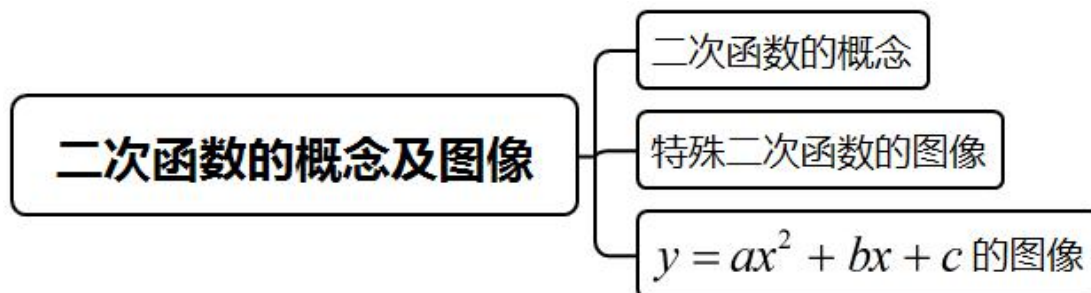 二次函数的概念
二次函数的概念及图像
特殊二次函数的图像
y = ax² + bx + c 的图像